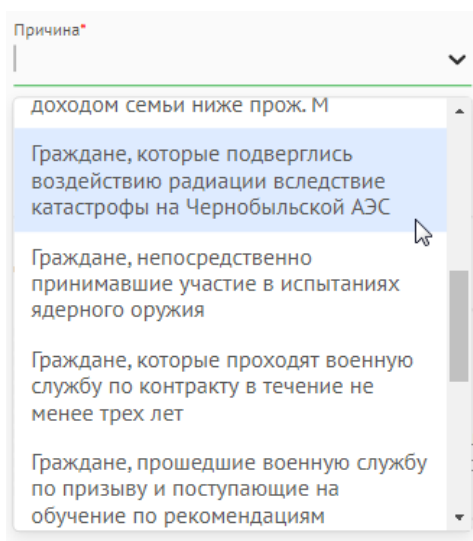 Причина*
доходом семьи ниже прож. М
Граждане, которые подверглись
воздействию радиации вследствие
катастрофы на Чернобыльской АЭС
Граждане, непосредственно
принимавшие участие в испытаниях
ядерного оружия
Граждане, которые проходят военную
службу по контракту в течение не
менее трех лет
Граждане, прошедшие военную службу
по призыву и поступающие на
обучение по рекомендациям